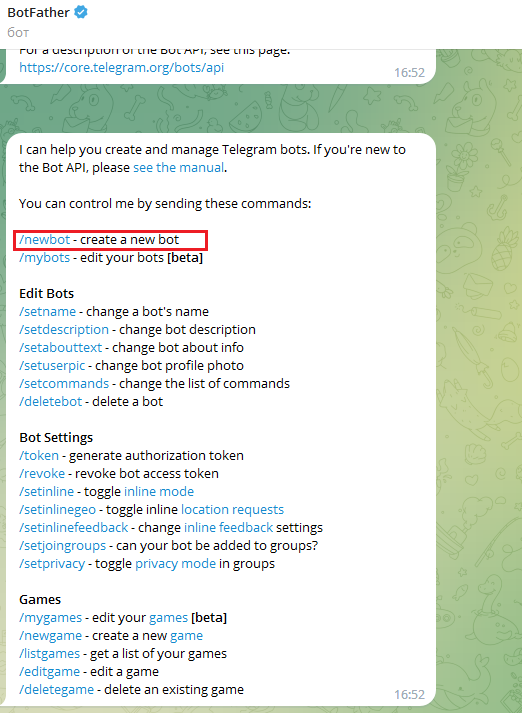 BotFather
бот
For a description of the Bot API, see this page:
https://core.telegram.org/bots/api
16:52
I can help you create and manage Telegram bots. If you're new to
the Bot API, please see the manual.
You can control me by sending these commands:
/newbot - create a new bot
/mybots - edit your bots [beta]
Edit Bots
/setname - change a bot's name
/setdescription - change bot description
/setabouttext - change bot about info
/setuserpic - change bot profile photo
/setcommands - change the list of commands
/deletebot - delete a bot
Bot Settings
/token - generate authorization token
/revoke - revoke bot access token
/setinline - toggle inline mode
/setinlinegeo - toggle inline location requests
/setinlinefeedback - change inline feedback settings
/setjoingroups - can your bot be added to groups?
/setprivacy - toggle privacy mode in groups
Games
/mygames - edit your games [beta]
/newgame - create a new game
/listgames - get a list of your games
/editgame - edit a game
/deletegame - delete an existing game
16:52